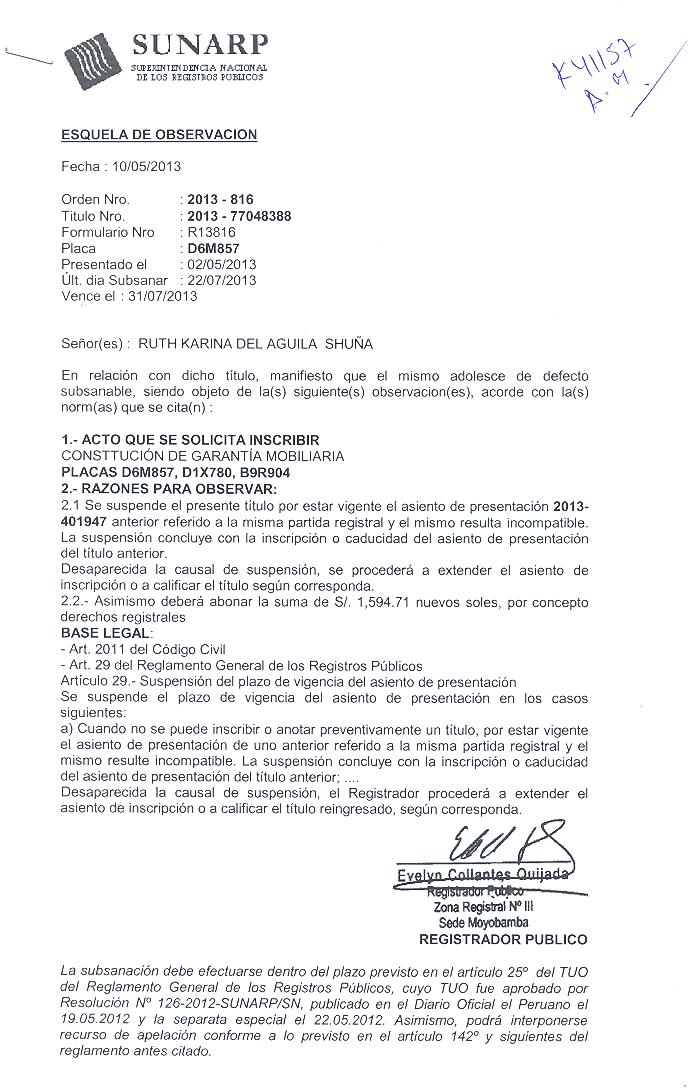 SUNARP
SUPERINTENDENCIA NACIONAL
DE LOS REGISTROS PUBLICOS
K41157
A-01
ESQUELA DE OBSERVACION
Fecha : 10/05/2013
Orden Nro. : 2013 - 816
Titulo Nro. : 2013 - 77048388
Formulario Nro : R13816
Placa : D6M857
Presentado el : 02/05/2013
Últ. dia Subsanar : 22/07/2013
Vence el : 31/07/2013
Señor(es) : RUTH KARINA DEL AGUILA SHUÑA
En relación con dicho título, manifiesto que el mismo adolesce de defecto
subsanable, siendo objeto de la(s) siguiente(s) observacion(es), acorde con la(s)
norm(as) que se cita(n) :
1.- ACTO QUE SE SOLICITA INSCRIBIR
CONSTTUCIÓN DE GARANTÍA MOBILIARIA
PLACAS D6M857, D1X780, B9R904
2.- RAZONES PARA OBSERVAR:
2.1 Se suspende el presente título por estar vigente el asiento de presentación 2013-
401947 anterior referido a la misma partida registral y el mismo resulta incompatible.
La suspensión concluye con la inscripción o caducidad del asiento de presentación
del título anterior.
Desaparecida la causal de suspensión, se procederá a extender el asiento de
inscripción o a calificar el título según corresponda.
2.2.- Asimismo deberá abonar la suma de S/. 1,594.71 nuevos soles, por concepto
derechos registrales
BASE LEGAL:
- Art. 2011 del Código Civil
- Art. 29 del Reglamento General de los Registros Públicos
Artículo 29.- Suspensión del plazo de vigencia del asiento de presentación
Se suspende el plazo de vigencia del asiento de presentación en los casos
siguientes:
a) Cuando no se puede inscribir o anotar preventivamente un título, por estar vigente
el asiento de presentación de uno anterior referido a la misma partida registral y el
mismo resulte incompatible. La suspensión concluye con la inscripción o caducidad
del asiento de presentación del título anterior; ....
Desaparecida la causal de suspensión, el Registrador procederá a extender el
asiento de inscripción o a calificar el título reingresado, según corresponda.
Evelyn Collantes Quijada
Registrador Publico
Zona Registral Nº III
Sede Moyobamba
REGISTRADOR PUBLICO
La subsanación debe efectuarse dentro del plazo previsto en el artículo 25º del TUO
del Reglamento General de los Registros Públicos, cuyo TUO fue aprobado por
Resolución Nº 126-2012-SUNARP/SN, publicado en el Diario Oficial el Peruano el
19.05.2012 y la separata especial el 22.05.2012. Asimismo, podrá interponerse
recurso de apelación conforme a lo previsto en el artículo 142º y siguientes del
reglamento antes citado.